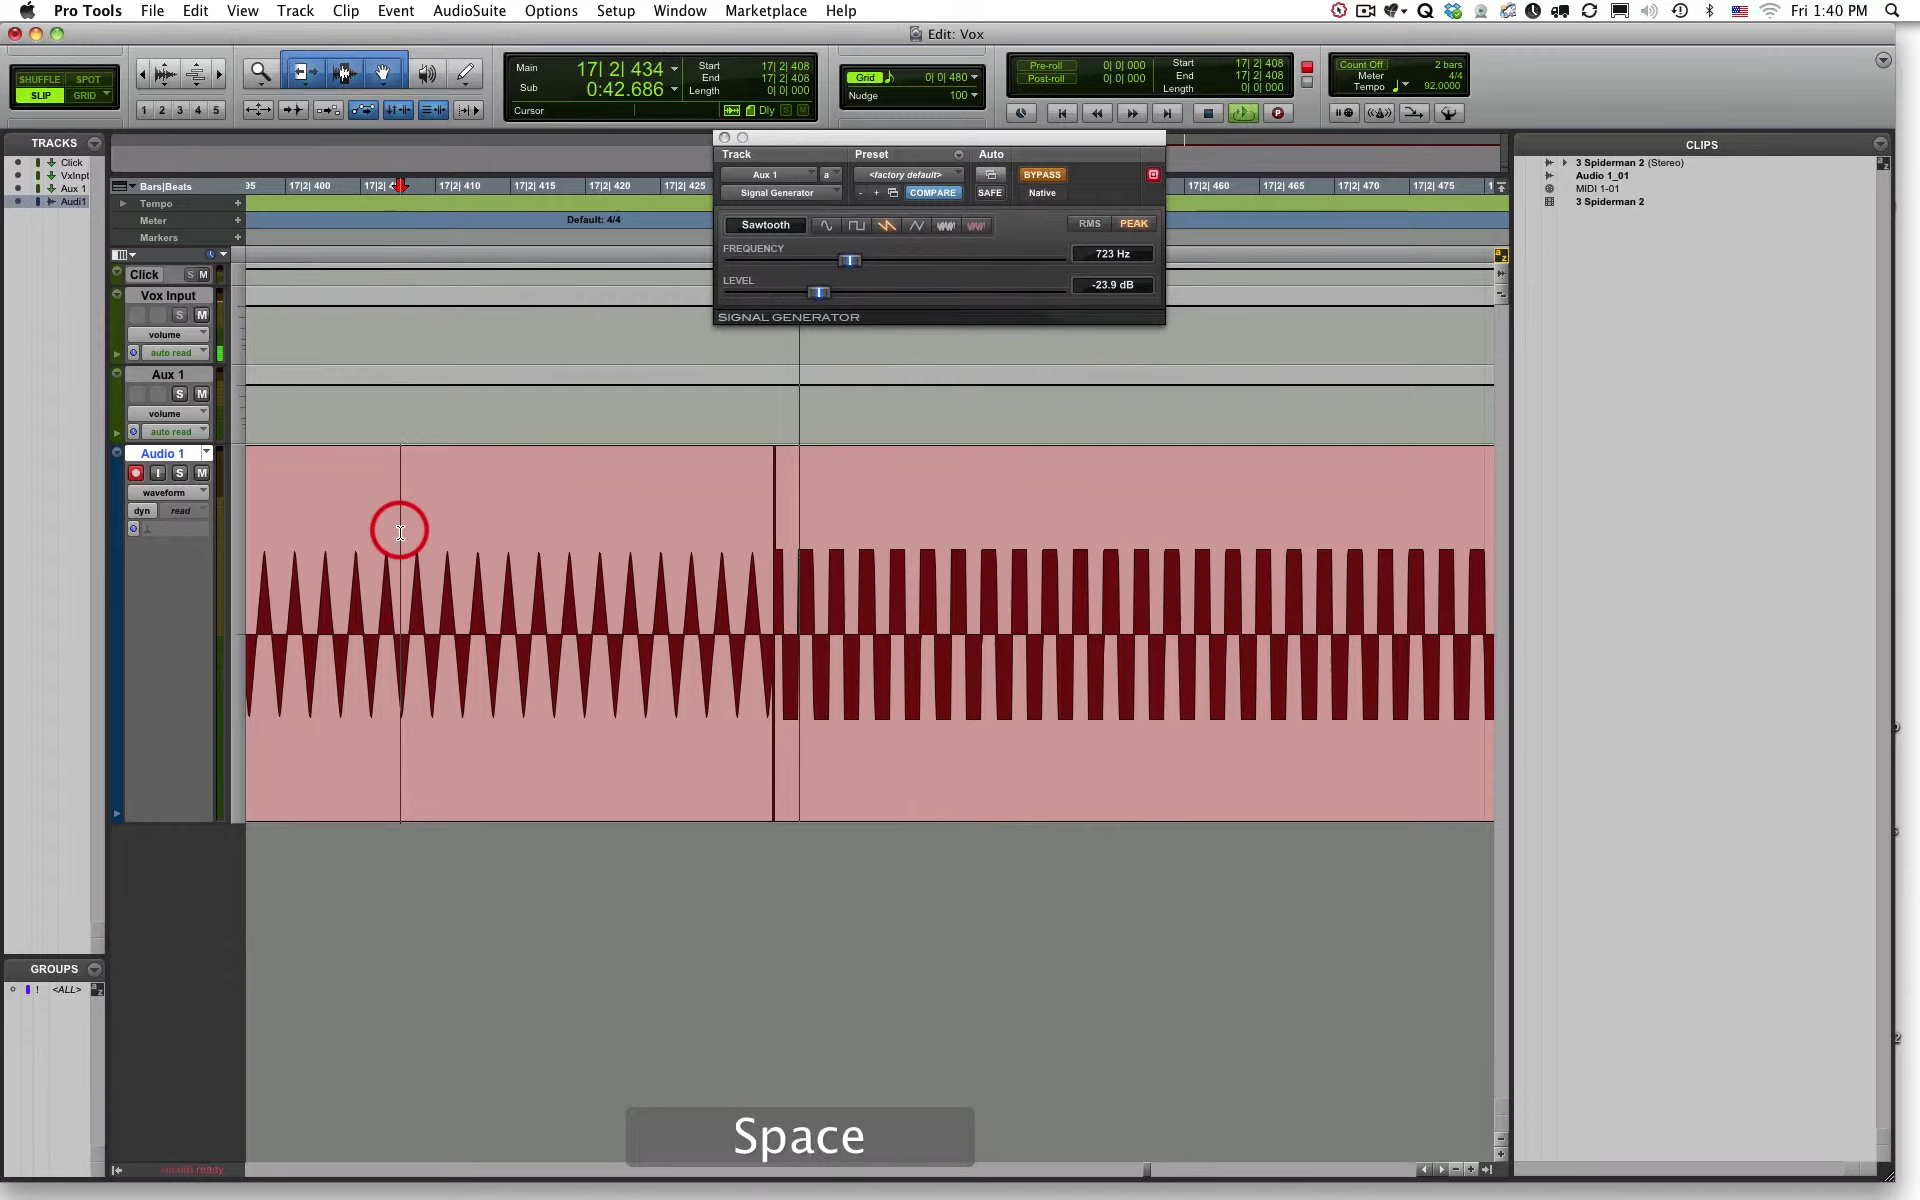 Pro Tools File Edit View Track Clip Event AudioSuite Options Setup Window Marketplace Help Fri 1:40 PM
Edit: Vox
SHUFFLE SPOT
SLIP GRID
1 2 3 4 5
Main 17| 2| 434
Sub 0:42.686
Cursor
Start 17| 2| 408
End 17| 2| 408
Length 0| 0| 000
Dly S M
Grid 0| 0| 480
Nudge 100
Pre-roll 0| 0| 000
Post-roll 0| 0| 000
Start 17| 2| 408
End 17| 2| 408
Length 0| 0| 000
P
Count Off 2 bars
Meter 4/4
Tempo 92.0000
TRACKS
Click
VxInpt
Aux 1
Audi1
Bars|Beats
95 17|2| 400 17|2| 4 17|2| 410 17|2| 415 17|2| 420 17|2| 425 17|2| 460 17|2| 465 17|2| 470 17|2| 475 1
Tempo
Meter
Default: 4/4
Markers
Track Preset Auto
Aux 1 a <factory default> BYPASS
Signal Generator - + COMPARE SAFE Native
Sawtooth RMS PEAK
FREQUENCY
723 Hz
LEVEL
-23.9 dB
SIGNAL GENERATOR
Click S M
Vox Input
S M
volume
auto read
Aux 1
S M
volume
auto read
Audio 1
I S M
waveform
dyn read
CLIPS
3 Spiderman 2 (Stereo)
Audio 1_01
MIDI 1-01
3 Spiderman 2
GROUPS
! <ALL>
a z
Space